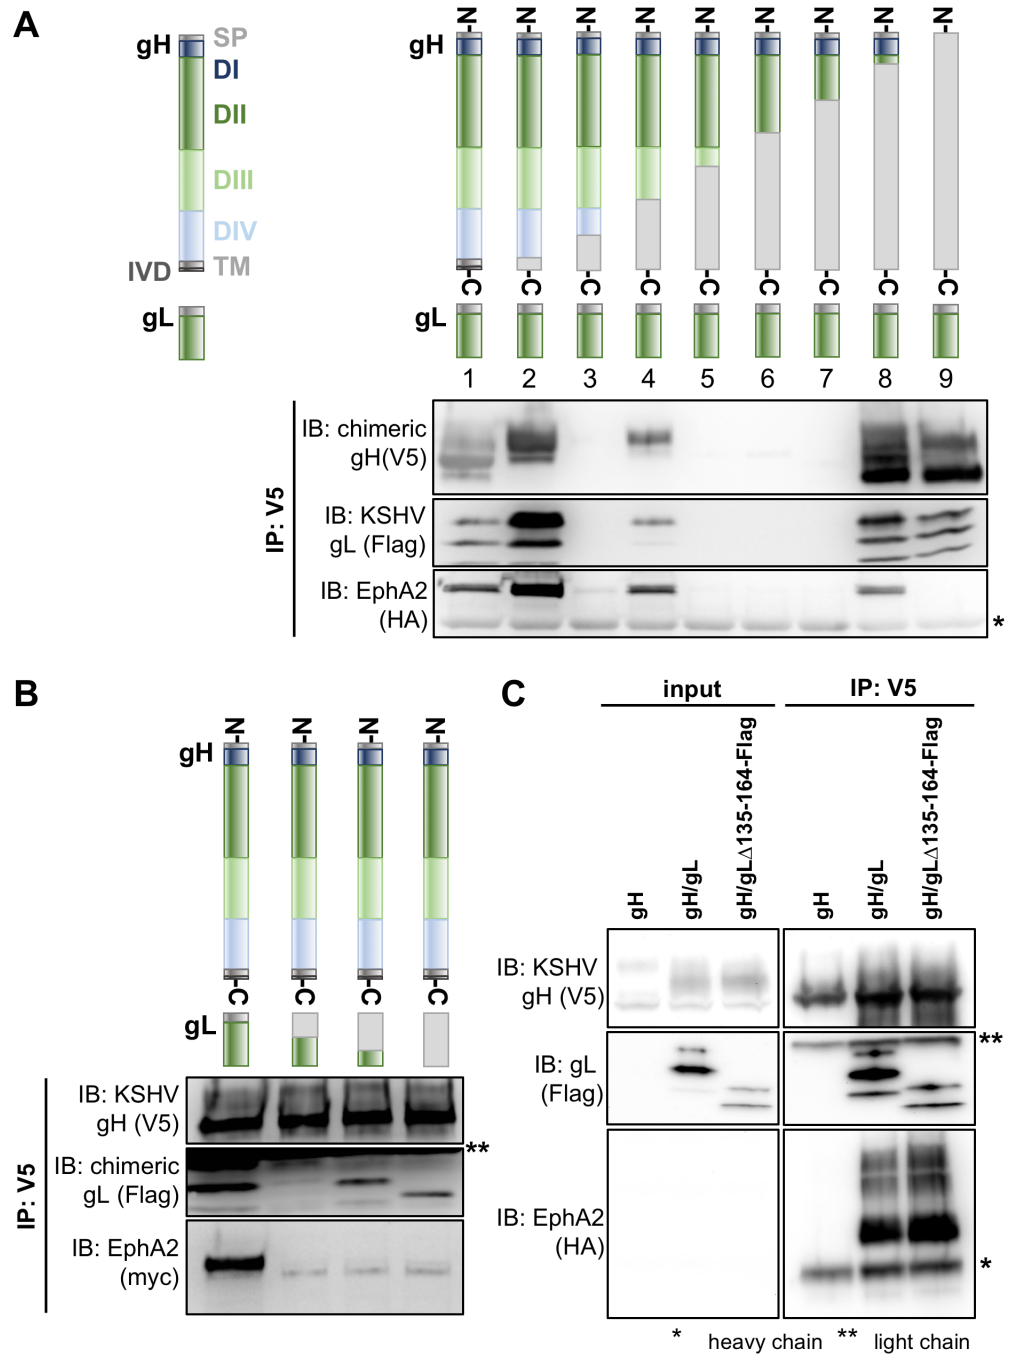 A
gH
SP
DI
DII
DIII
DIV
IVD
TM
gL
N N N N N N N N N
gH
C C C C C C C C
gL
1 2 3 4 5 6 7 8 9
IP: V5
IB: chimeric
gH(V5)
IB: KSHV
gL (Flag)
IB: EphA2
(HA)
*
B
N N N N
gH
C C C C
gL
IP: V5
IB: KSHV
gH (V5)
**
IB: chimeric
gL (Flag)
IB: EphA2
(myc)
C
input
IP: V5
gH
gH/gL
gH/gLΔ135-164-Flag
gH
gH/gL
gH/gLΔ135-164-Flag
IB: KSHV
gH (V5)
**
IB: gL
(Flag)
IB: EphA2
(HA)
*
* heavy chain ** light chain